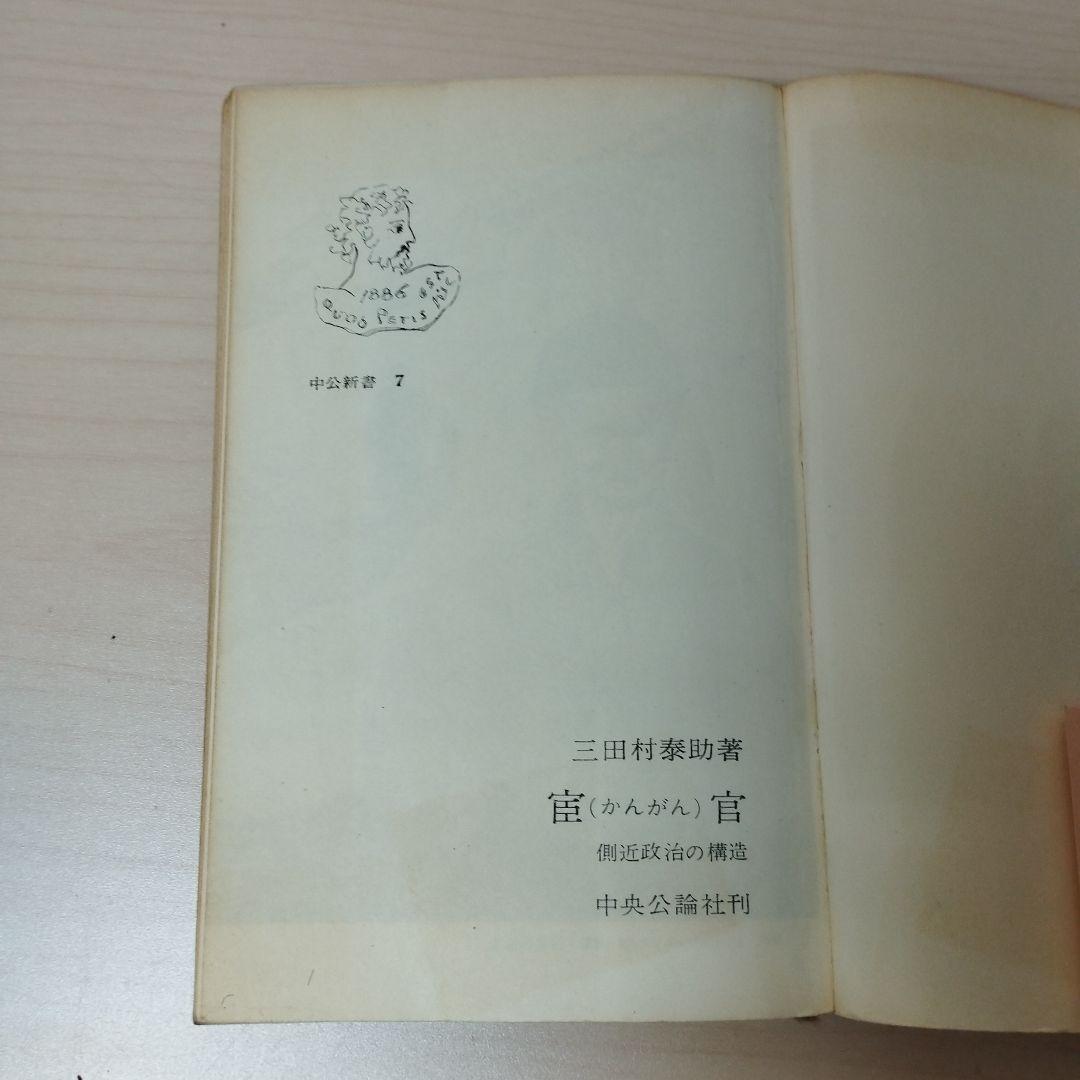 1886 EST
QUOD PETIS HIC
中公新書 7
三田村泰助著
宦(かんがん)官
側近政治の構造
中央公論社刊